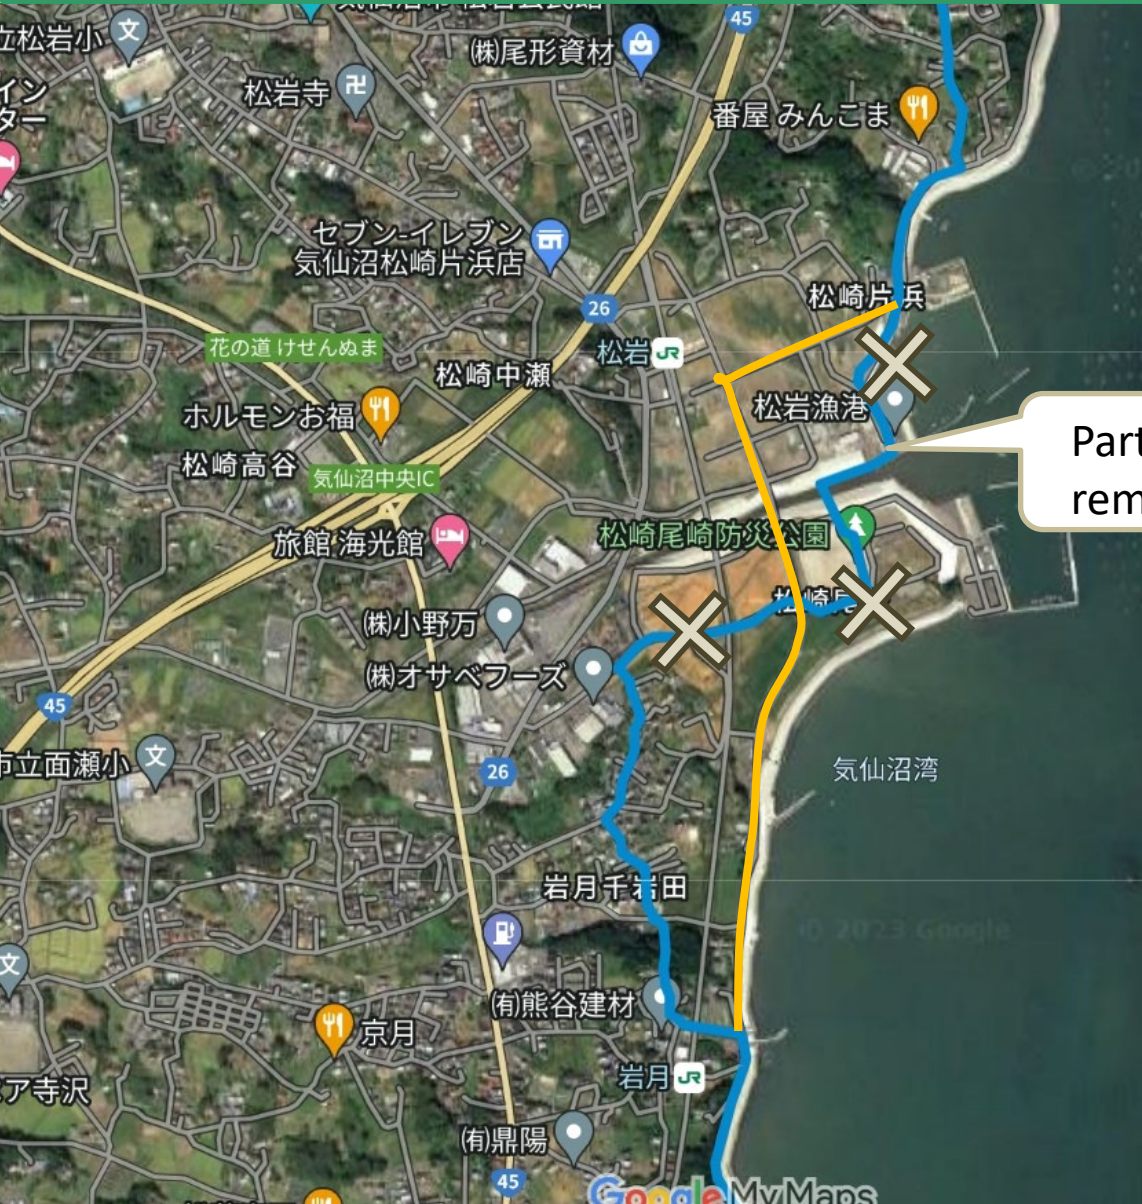 45
立松岩小
㈱尾形資材
イン
ター
松岩寺
番屋 みんこま
セブン-イレブン
気仙沼松崎片浜店
松崎片浜
26
花の道 けせんぬま
松岩
JR
松崎中瀬
ホルモンお福
松岩漁港
松崎高谷
気仙沼中央IC
Part
rem
旅館 海光館
松崎尾崎防災公園
松崎尾
㈱小野万
㈱オサベフーズ
45
市立面瀬小
26
気仙沼湾
岩月千岩田
© 2023 Google
㈲熊谷建材
京月
岩月
JR
ア寺沢
㈲鼎陽
45
Google MyMaps